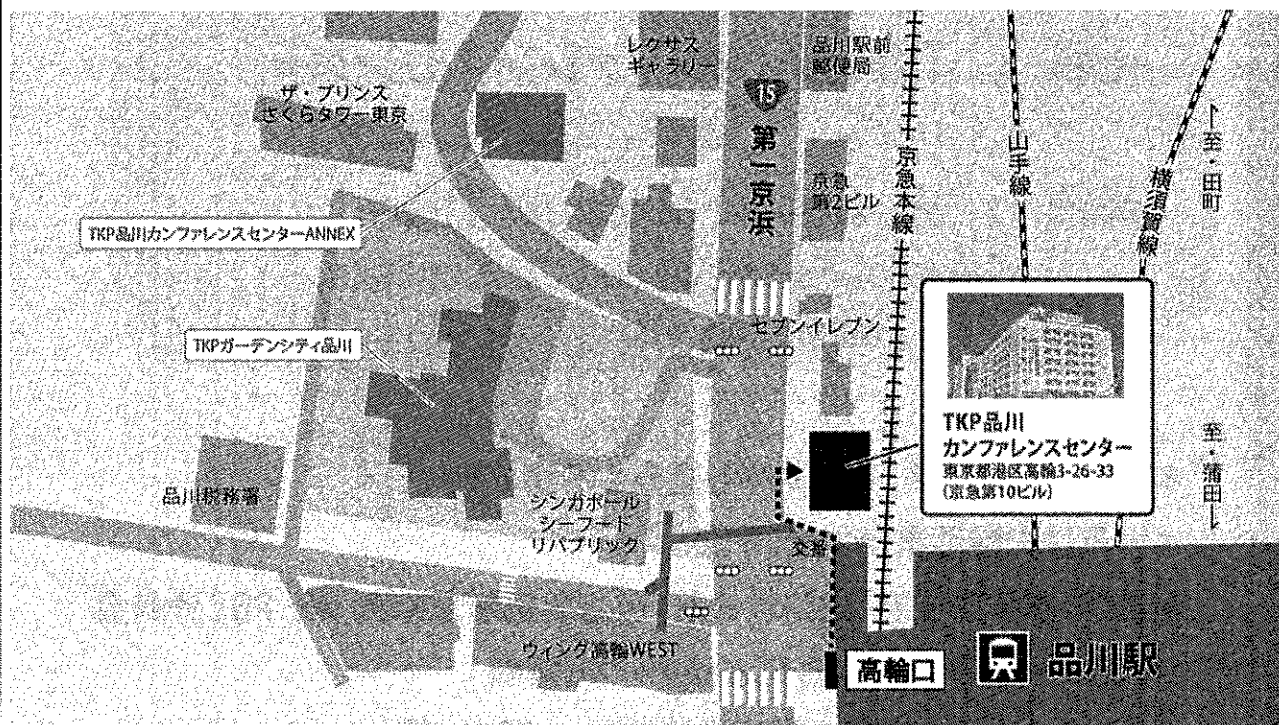 レクサス
ギャラリー
品川駅前
郵便局
ザ・プリンス
さくらタワー東京
15
第一京浜
京急本線
山手線
横須賀線
↑至・田町
京急
第2ビル
TKP品川カンファレンスセンターANNEX
セブンイレブン
TKPガーデンシティ品川
TKP品川
カンファレンスセンター
東京都港区高輪3-26-33
(京急第10ビル)
至・蒲田↓
品川税務署
シンガポール
シーフード
リパブリック
交番
ウィング高輪WEST
高輪口
品川駅